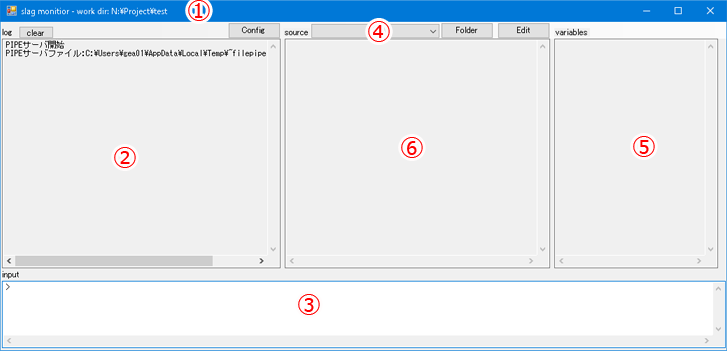 slag monitior - work dir: N:¥Project¥test
①
log
clear
Config
source
④
Folder
Edit
variables
PIPEサーバ開始
PIPEサーバファイル:C:¥Users¥gea01¥AppData¥Local¥Temp¥~filepipe
②
⑥
⑤
input
>
③